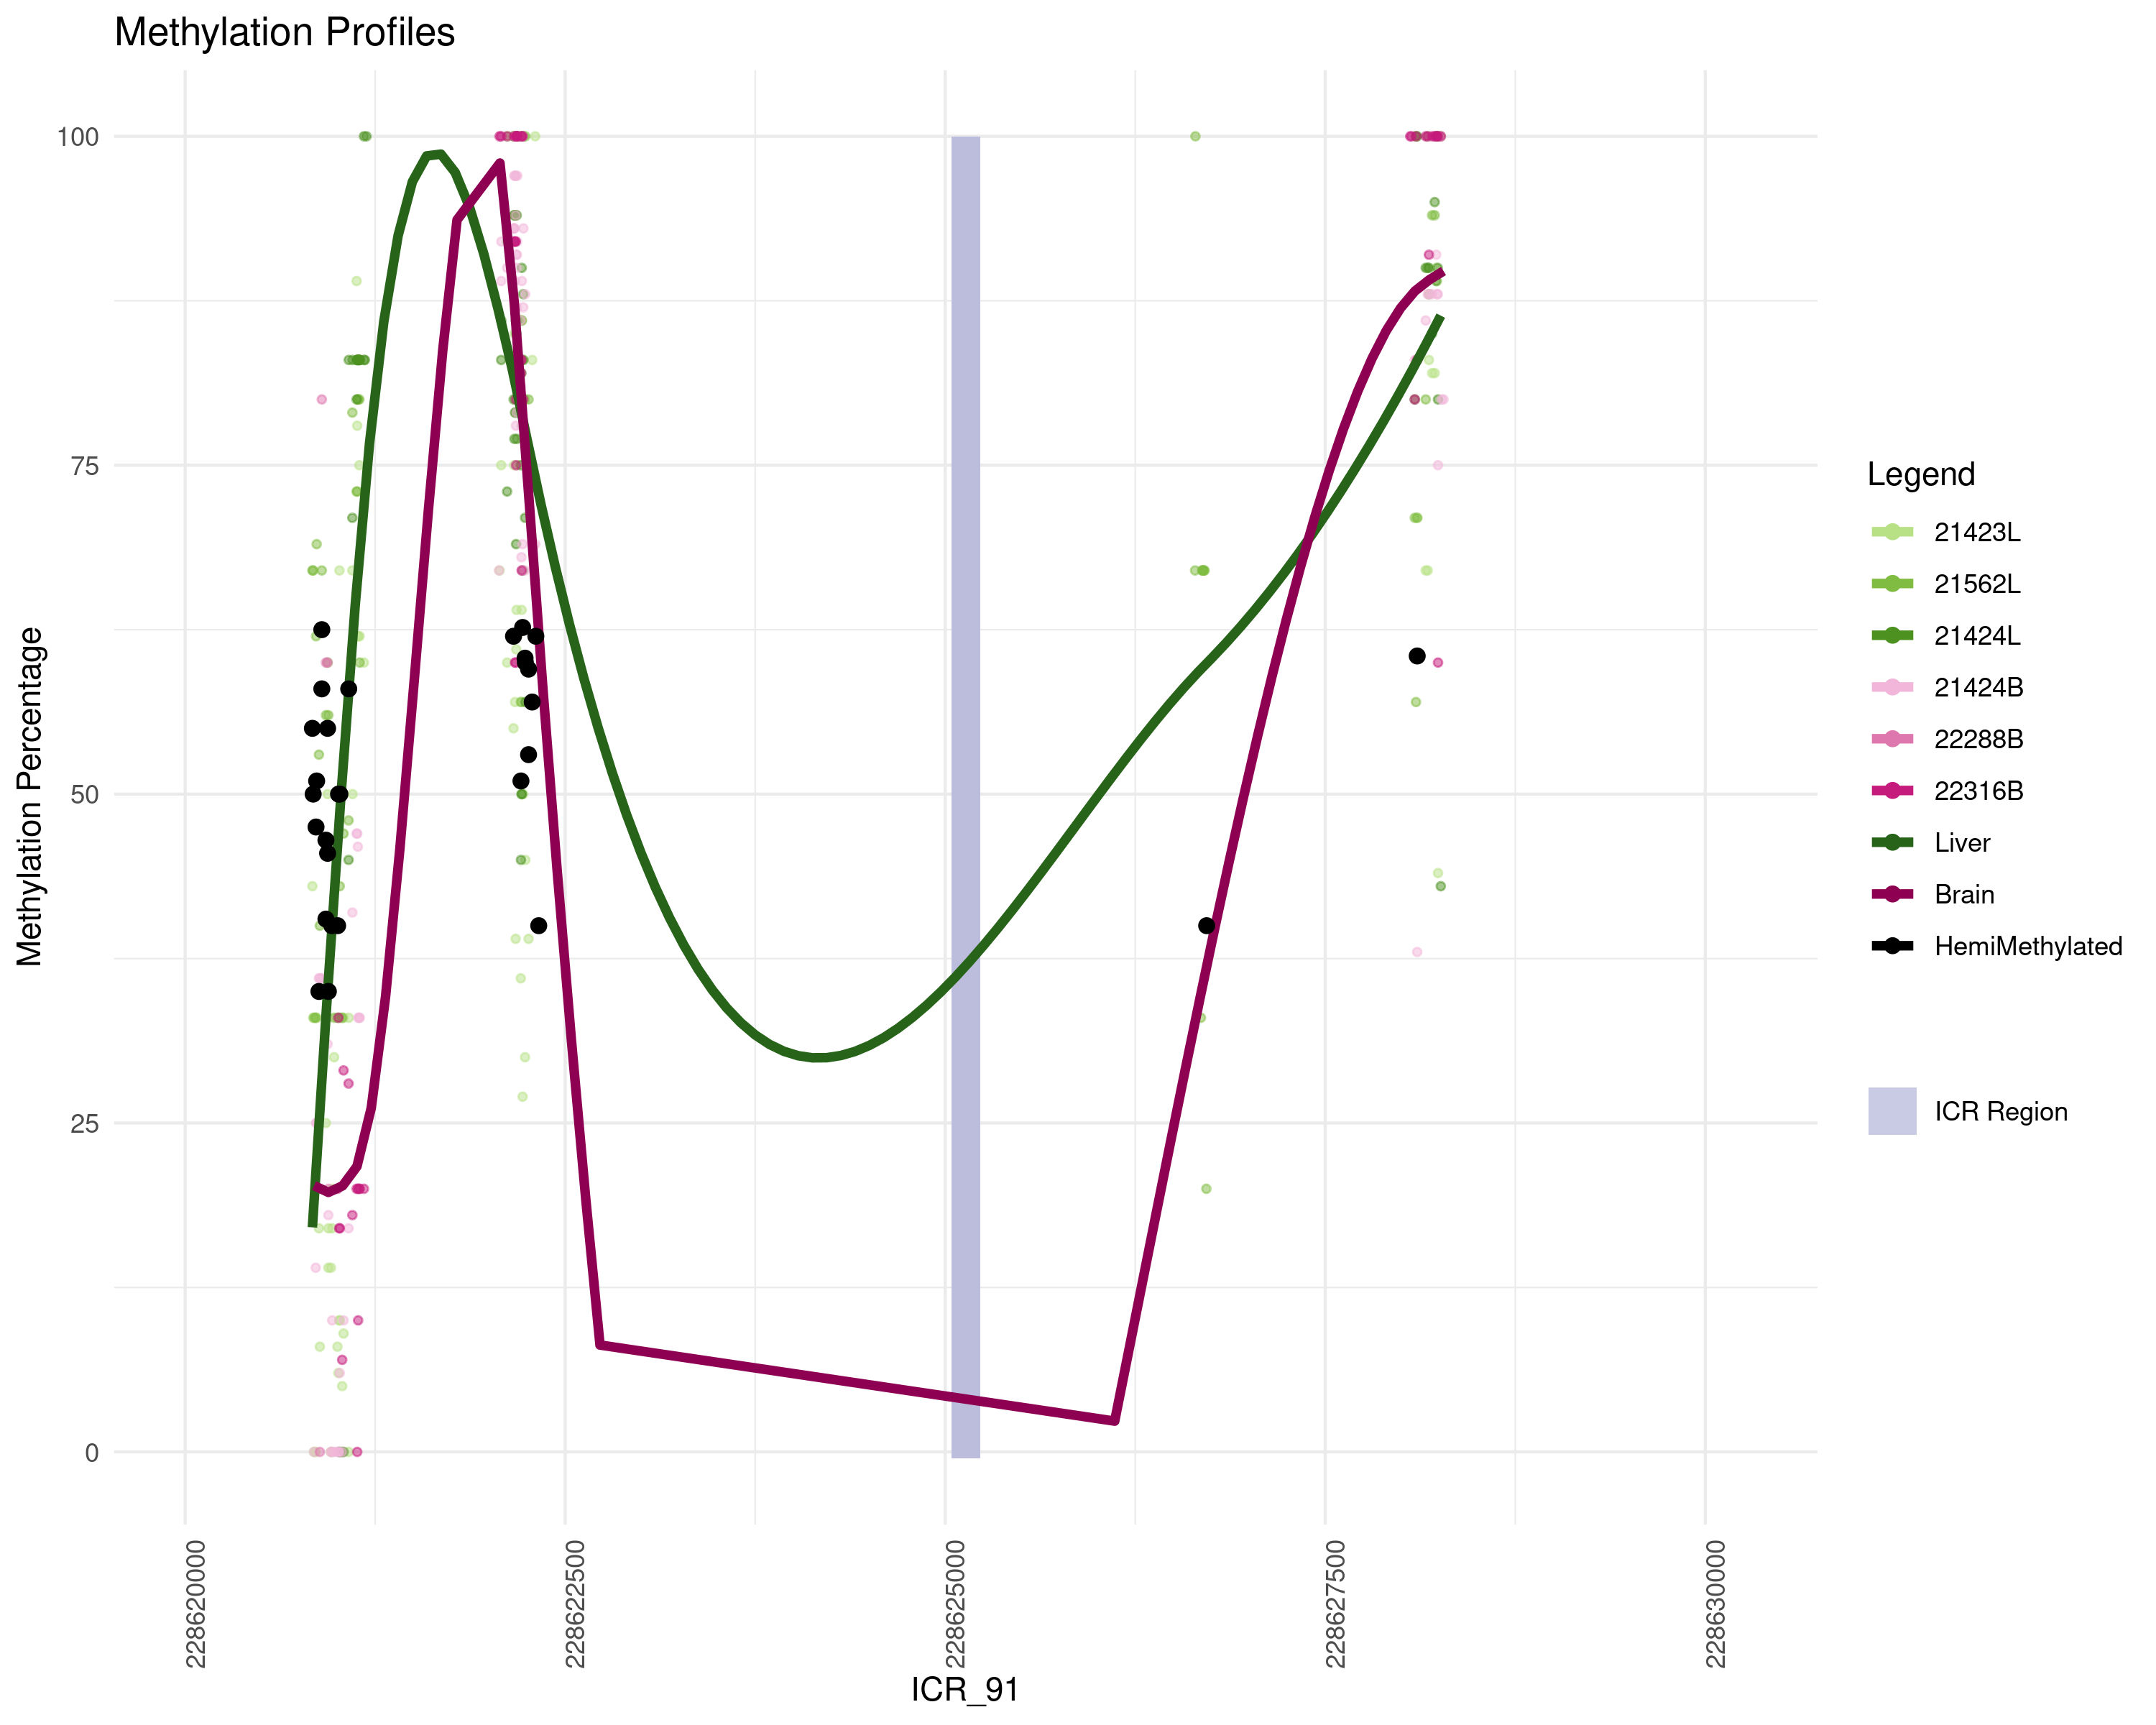 Methylation Profiles
100
75
50
25
0
Methylation Percentage
228620000
228622500
228625000
228627500
228630000
ICR_91
Legend
21423L
21562L
21424L
21424B
22288B
22316B
Liver
Brain
HemiMethylated
ICR Region